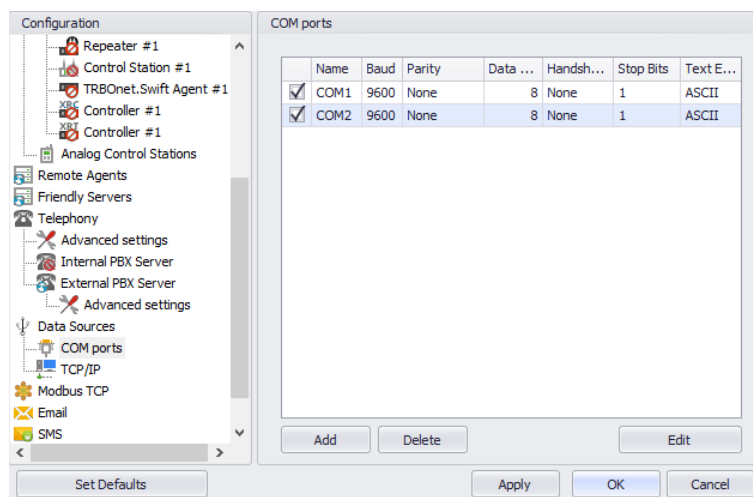 Configuration
Repeater #1
Control Station #1
TRBOnet.Swift Agent #1
XRC
Controller #1
XRT
Controller #1
Analog Control Stations
Remote Agents
Friendly Servers
Telephony
Advanced settings
Internal PBX Server
External PBX Server
Advanced settings
Data Sources
COM ports
TCP/IP
Modbus TCP
Email
SMS
Set Defaults
COM ports
Name Baud Parity Data ... Handsh... Stop Bits Text E...
COM1 9600 None 8 None 1 ASCII
COM2 9600 None 8 None 1 ASCII
Add Delete Edit
Apply OK Cancel